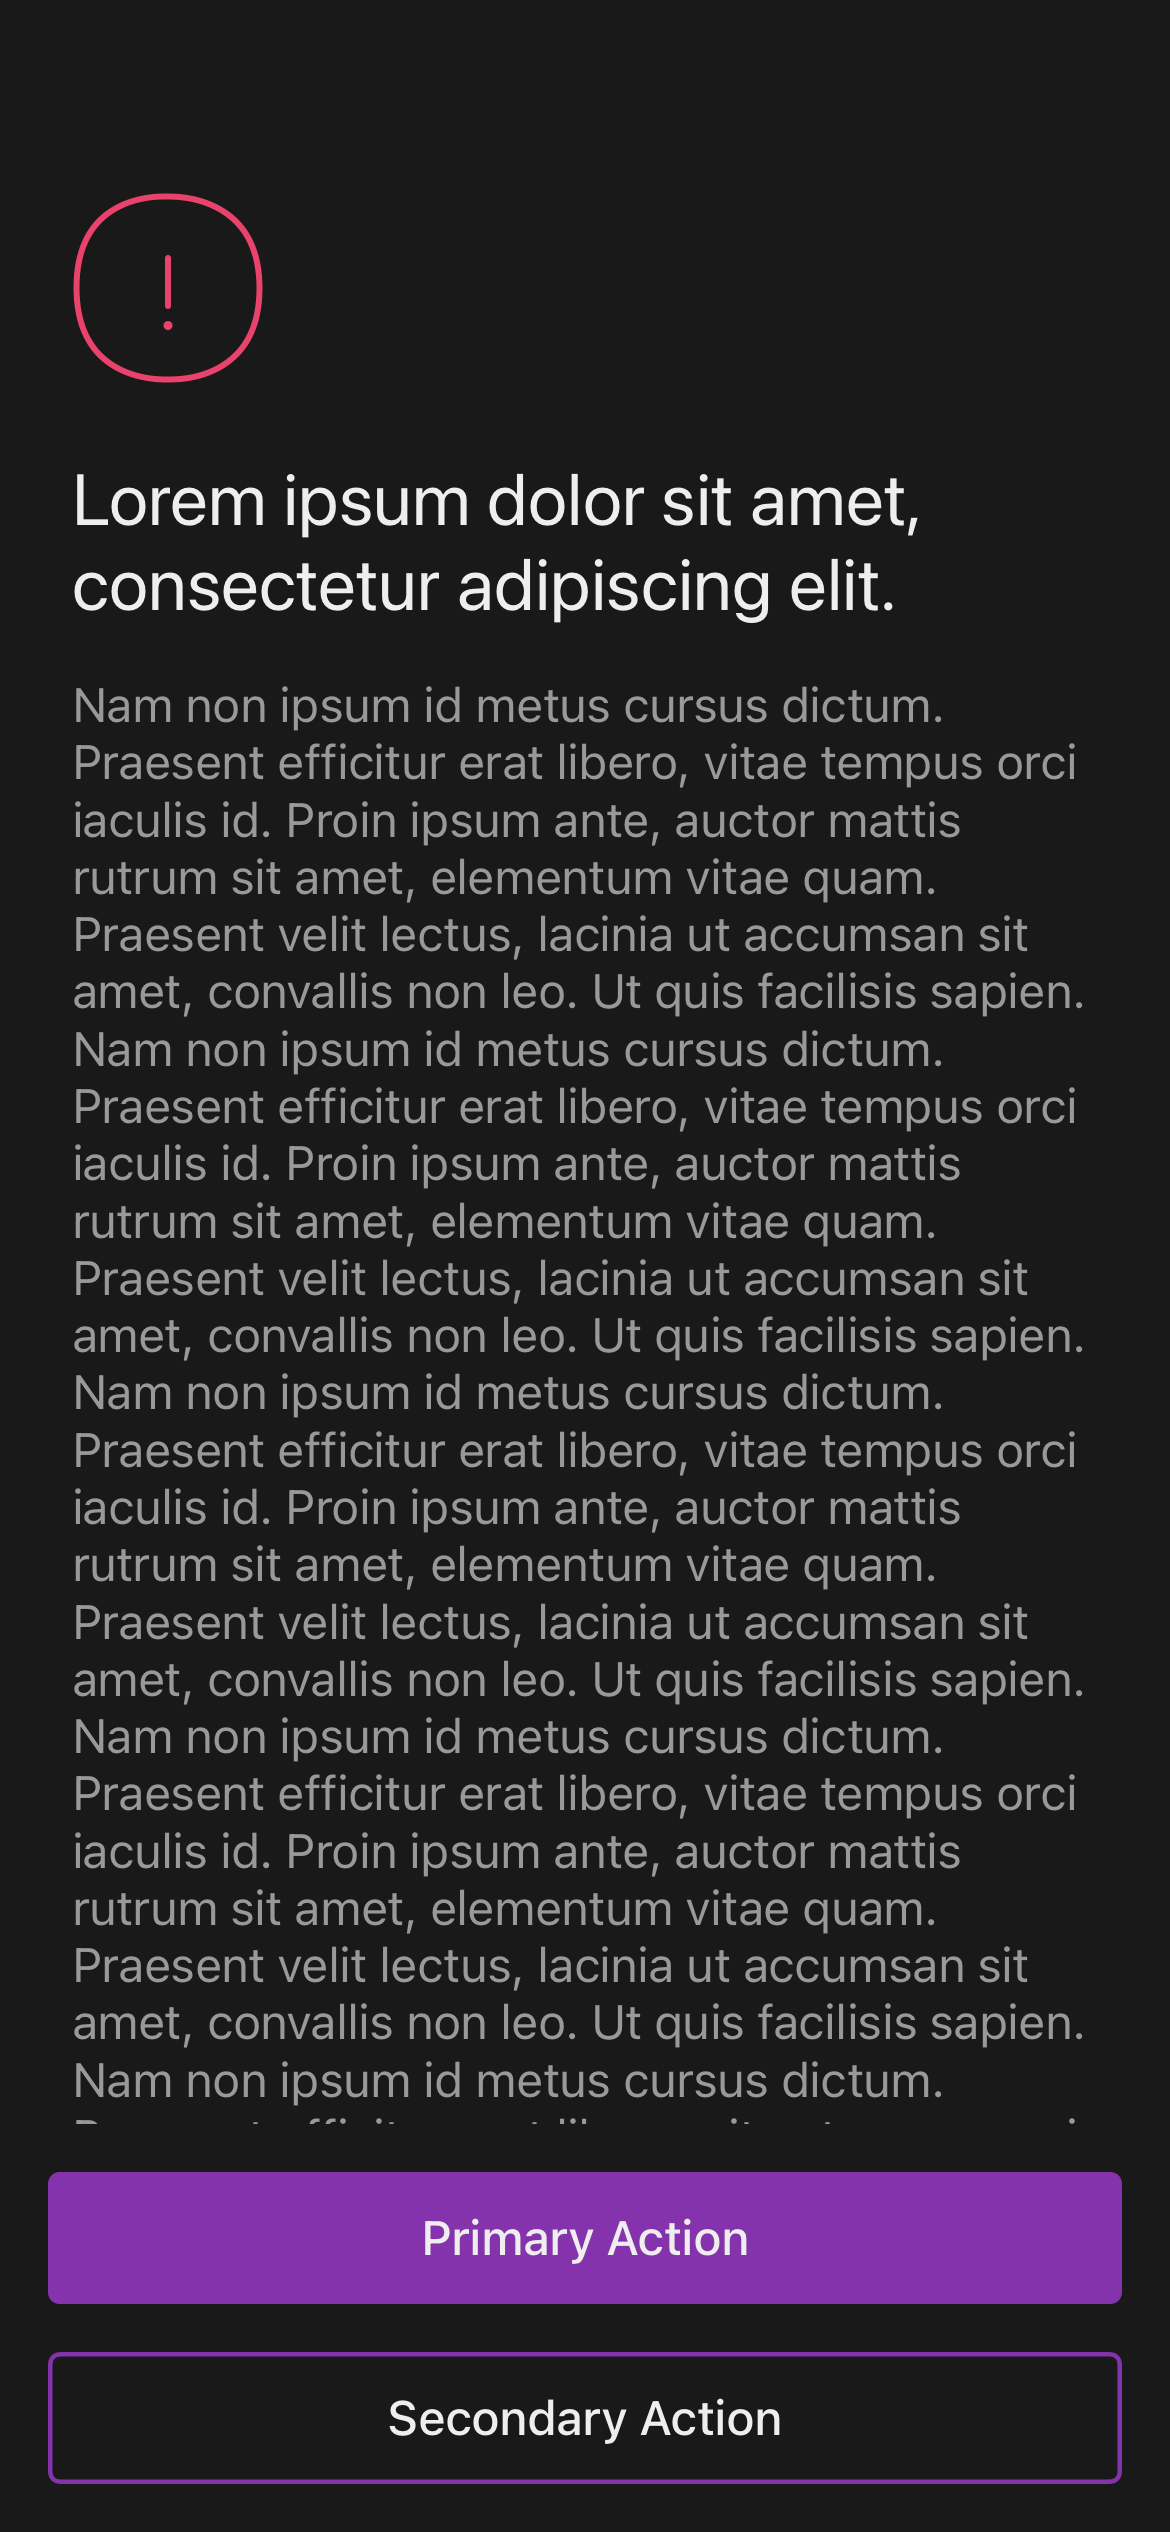 Lorem ipsum dolor sit amet,
consectetur adipiscing elit.
Nam non ipsum id metus cursus dictum.
Praesent efficitur erat libero, vitae tempus orci
iaculis id. Proin ipsum ante, auctor mattis
rutrum sit amet, elementum vitae quam.
Praesent velit lectus, lacinia ut accumsan sit
amet, convallis non leo. Ut quis facilisis sapien.
Nam non ipsum id metus cursus dictum.
Praesent efficitur erat libero, vitae tempus orci
iaculis id. Proin ipsum ante, auctor mattis
rutrum sit amet, elementum vitae quam.
Praesent velit lectus, lacinia ut accumsan sit
amet, convallis non leo. Ut quis facilisis sapien.
Nam non ipsum id metus cursus dictum.
Praesent efficitur erat libero, vitae tempus orci
iaculis id. Proin ipsum ante, auctor mattis
rutrum sit amet, elementum vitae quam.
Praesent velit lectus, lacinia ut accumsan sit
amet, convallis non leo. Ut quis facilisis sapien.
Nam non ipsum id metus cursus dictum.
Praesent efficitur erat libero, vitae tempus orci
iaculis id. Proin ipsum ante, auctor mattis
rutrum sit amet, elementum vitae quam.
Praesent velit lectus, lacinia ut accumsan sit
amet, convallis non leo. Ut quis facilisis sapien.
Nam non ipsum id metus cursus dictum.
Primary Action
Secondary Action